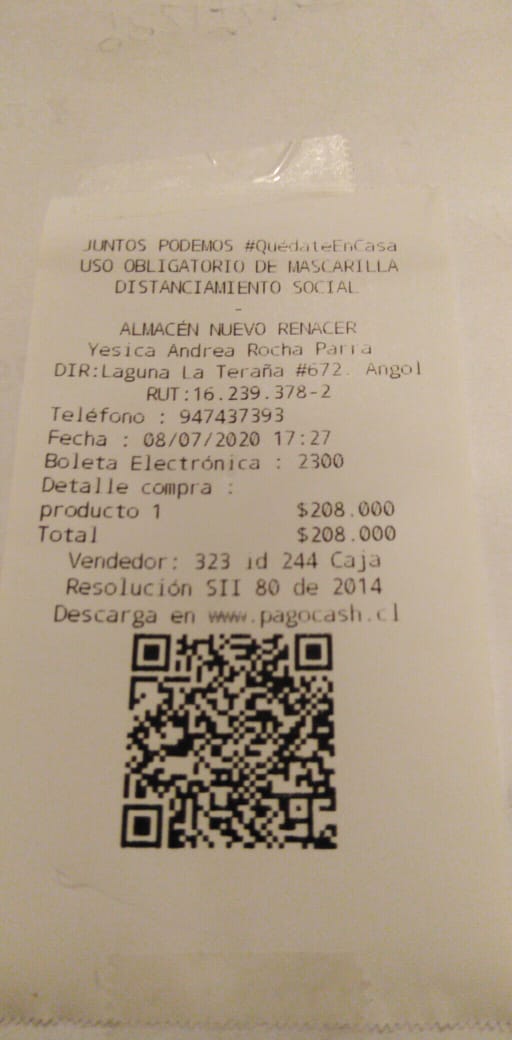 JUNTOS PODEMOS #QuédateEnCasa
USO OBLIGATORIO DE MASCARILLA
DISTANCIAMIENTO SOCIAL
-
ALMACÉN NUEVO RENACER
Yesica Andrea Rocha Parra
DIR:Laguna La Teraña #672. Angol
RUT:16.239.378-2
Teléfono : 947437393
Fecha : 08/07/2020 17:27
Boleta Electrónica : 2300
Detalle compra :
producto 1 $208.000
Total $208.000
Vendedor: 323 id 244 Caja
Resolución SII 80 de 2014
Descarga en www.pagocash.cl